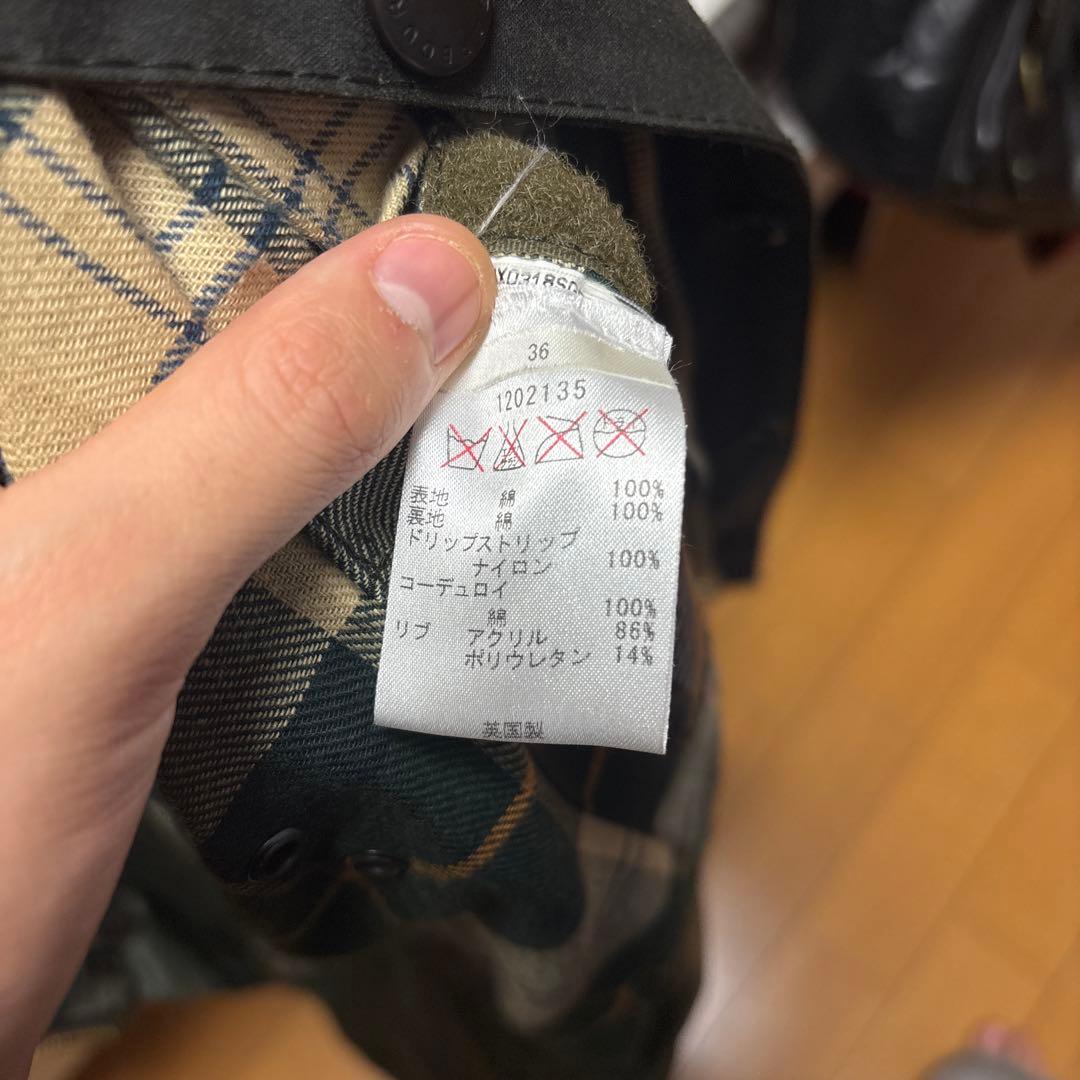 36
1202135
表地 綿 100%
裏地 綿 100%
ドリップストリップ
ナイロン 100%
コーデュロイ
綿 100%
リブ アクリル 86%
ポリウレタン 14%
英国製